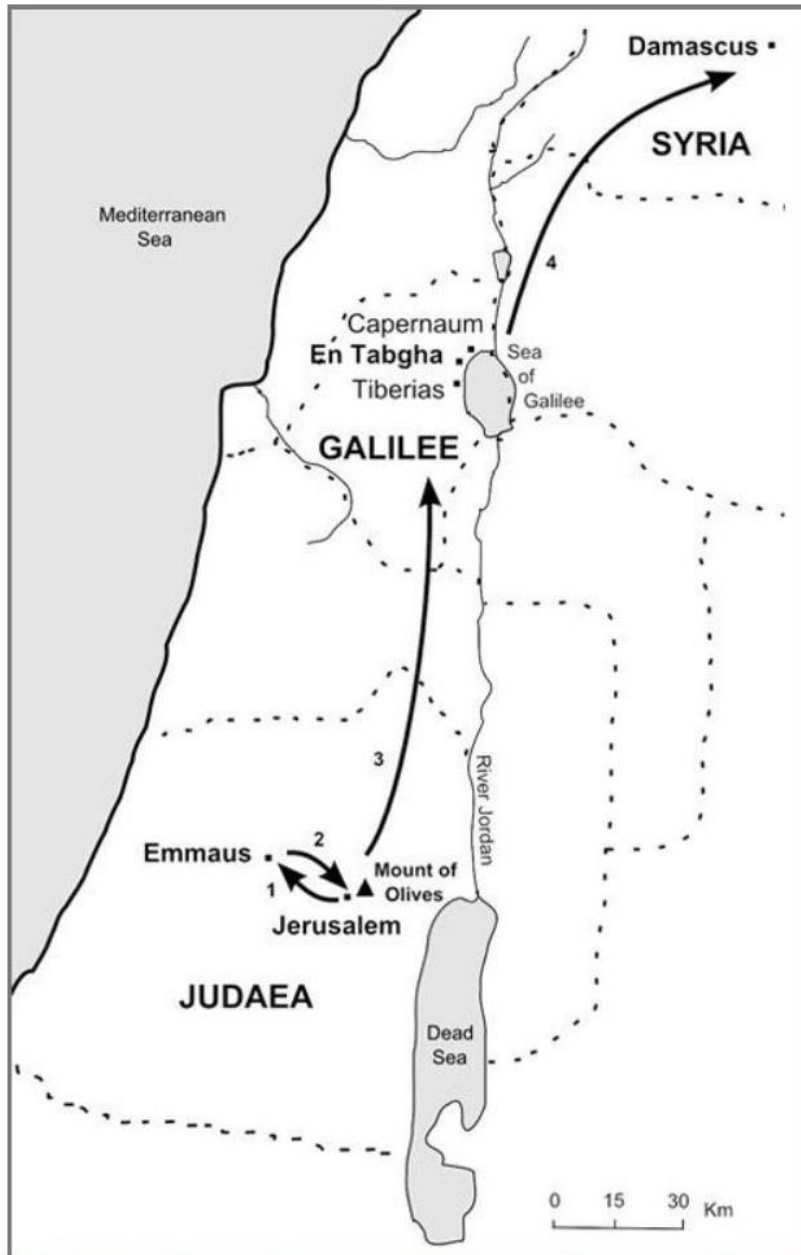 Damascus
SYRIA
Mediterranean
Sea
4
Capernaum
En Tabgha
Tiberias
Sea
of
Galilee
GALILEE
3
River Jordan
Emmaus
2
1
Mount of
Olives
Jerusalem
JUDAEA
Dead
Sea
0 15 30 Km